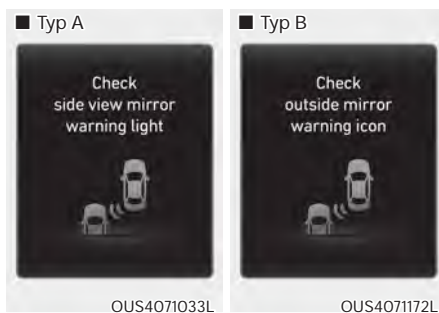 ■ Typ A
Check
side view mirror
warning light
OUS4071033L
■ Typ B
Check
outside mirror
warning icon
OUS4071172L